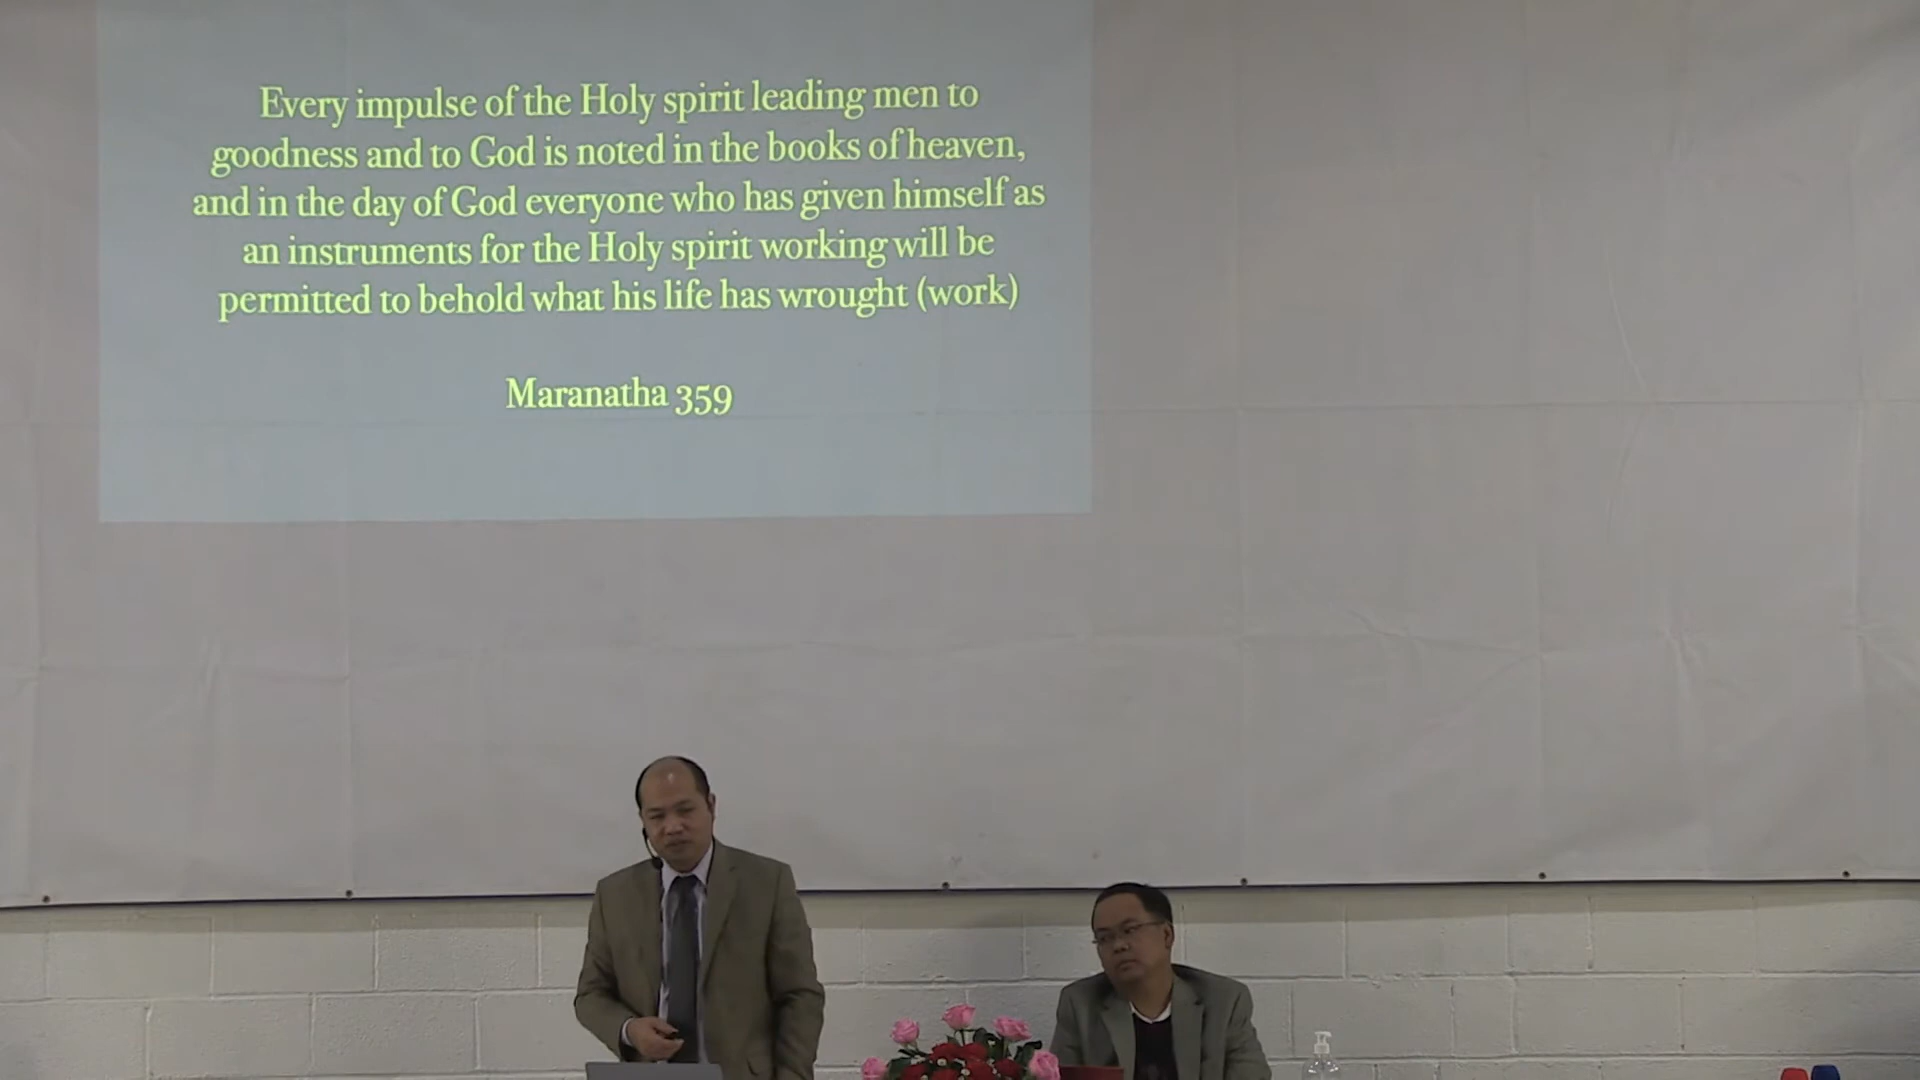 Every impulse of the Holy spirit leading men to
goodness and to God is noted in the books of heaven,
and in the day of God everyone who has given himself as
an instruments for the Holy spirit working will be
permitted to behold what his life has wrought (work)
Maranatha 359